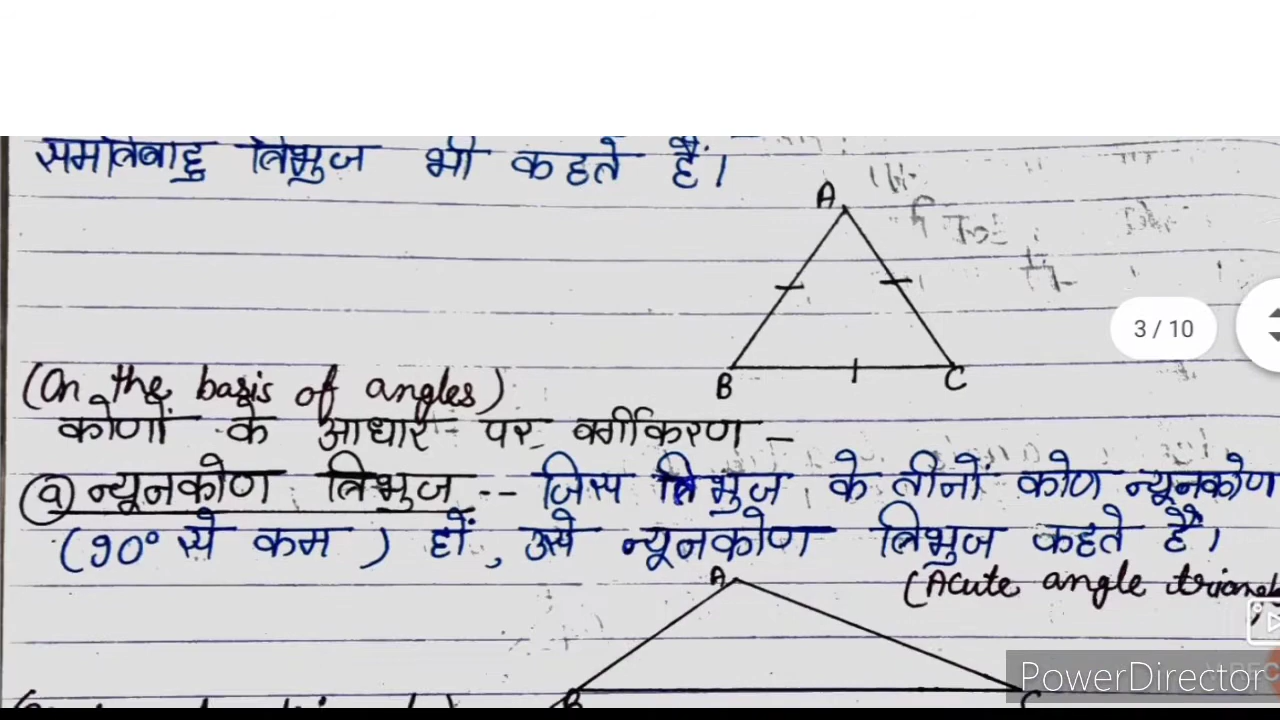 समत्रिबाहु त्रिभुज भी कहते हैं।
A
3 / 10
B C
(On the basis of angles)
कोणों के आधार पर वर्गीकरण -
(a) न्यूनकोण त्रिभुज -- जिस त्रिभुज के तीनों कोण न्यूनकोण
(90° से कम) हों, उसे न्यूनकोण त्रिभुज कहते हैं।
(Acute angle
A
B C
PowerDirector